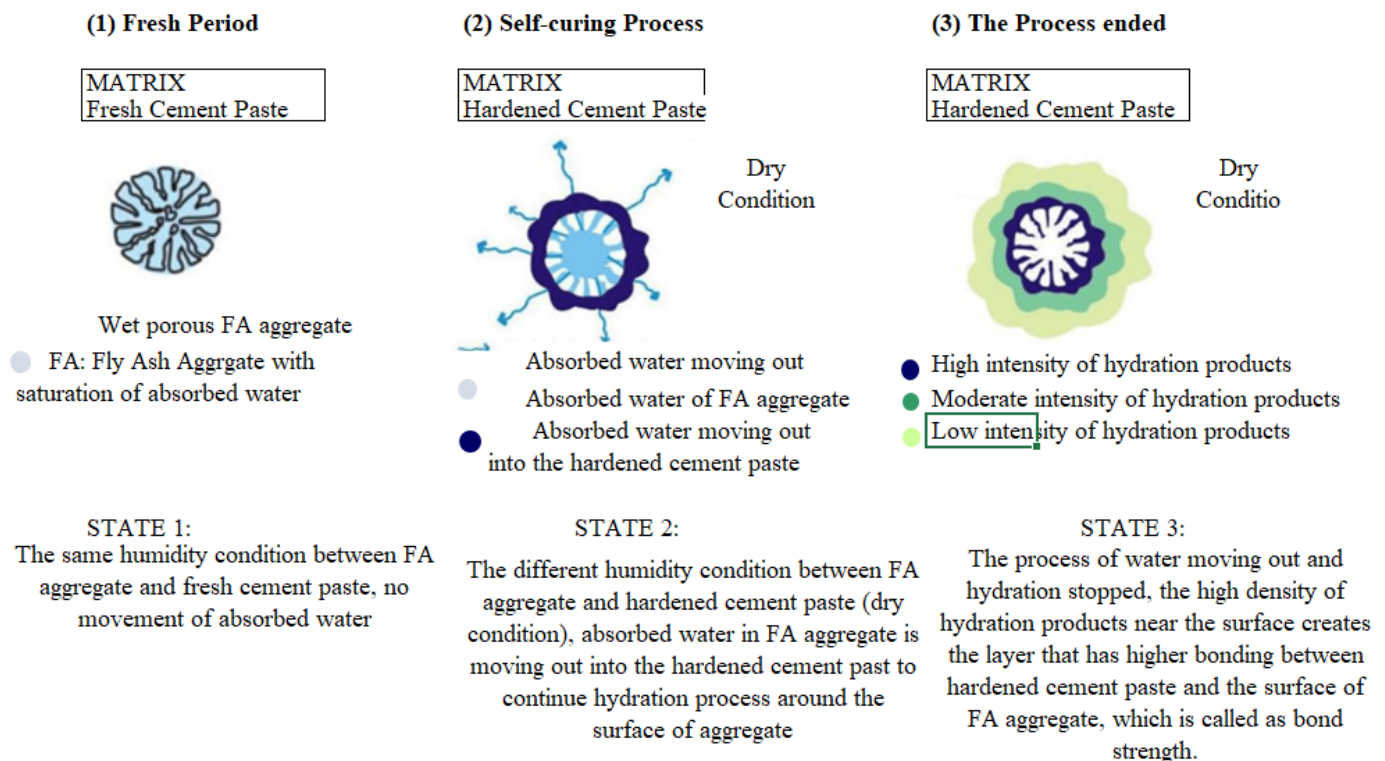 (1) Fresh Period
MATRIX
Fresh Cement Paste
Wet porous FA aggregate
FA: Fly Ash Aggrgate with
saturation of absorbed water
STATE 1:
The same humidity condition between FA
aggregate and fresh cement paste, no
movement of absorbed water
(2) Self-curing Process
MATRIX
Hardened Cement Paste
Dry
Condition
Absorbed water moving out
Absorbed water of FA aggregate
Absorbed water moving out
into the hardened cement paste
STATE 2:
The different humidity condition between FA
aggregate and hardened cement paste (dry
condition), absorbed water in FA aggregate is
moving out into the hardened cement past to
continue hydration process around the
surface of aggregate
(3) The Process ended
MATRIX
Hardened Cement Paste
Dry
Conditio
High intensity of hydration products
Moderate intensity of hydration products
Low intensity of hydration products
STATE 3:
The process of water moving out and
hydration stopped, the high density of
hydration products near the surface creates
the layer that has higher bonding between
hardened cement paste and the surface of
FA aggregate, which is called as bond
strength.